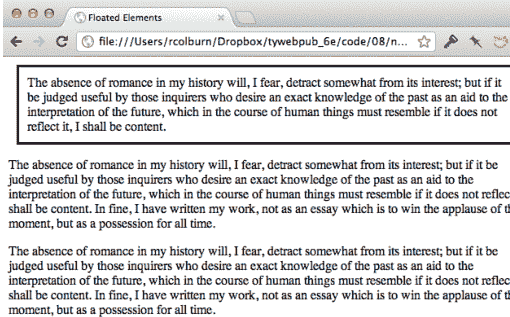 Floated Elements
file:///Users/rcolburn/Dropbox/tywebpub_6e/code/08/n...
The absence of romance in my history will, I fear, detract somewhat from its interest; but if it
be judged useful by those inquirers who desire an exact knowledge of the past as an aid to the
interpretation of the future, which in the course of human things must resemble if it does not
reflect it, I shall be content.
The absence of romance in my history will, I fear, detract somewhat from its interest; but if it be
judged useful by those inquirers who desire an exact knowledge of the past as an aid to the
interpretation of the future, which in the course of human things must resemble if it does not reflec
shall be content. In fine, I have written my work, not as an essay which is to win the applause of t
moment, but as a possession for all time.
The absence of romance in my history will, I fear, detract somewhat from its interest; but if it be
judged useful by those inquirers who desire an exact knowledge of the past as an aid to the
interpretation of the future, which in the course of human things must resemble if it does not reflec
shall be content. In fine, I have written my work, not as an essay which is to win the applause of t
moment, but as a possession for all time.